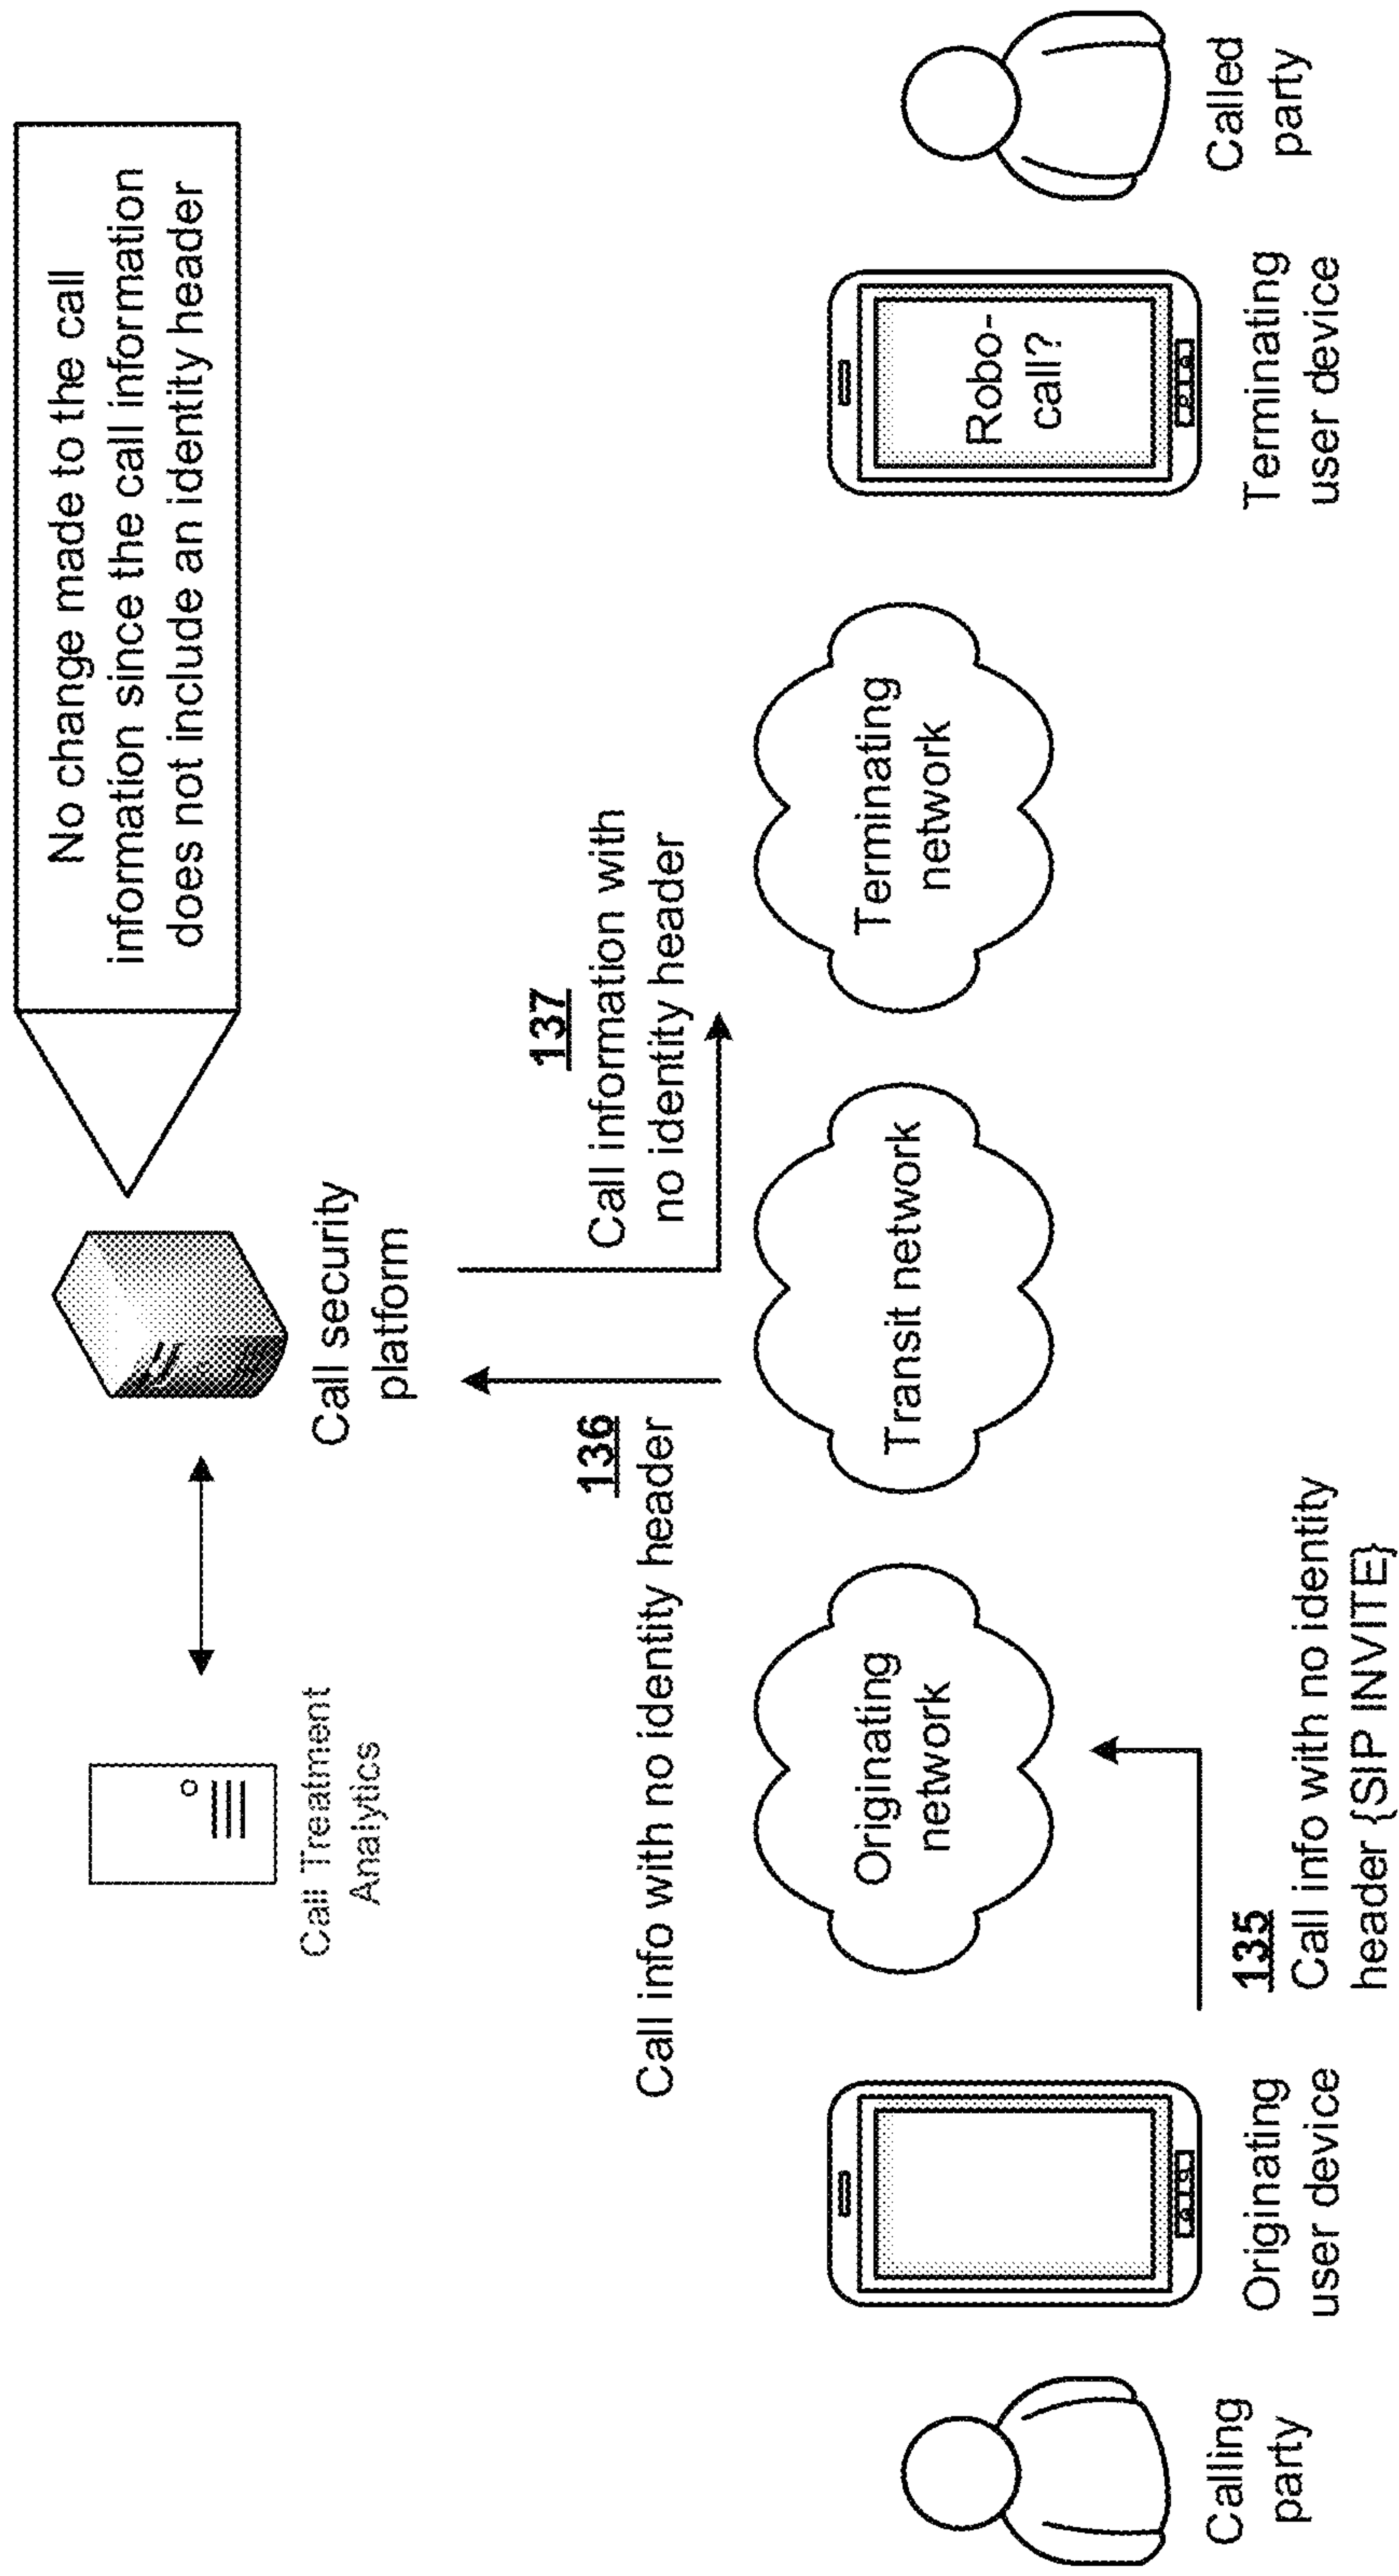 No change made to the call
information since the call information
does not include an identity header
Call Treatment
Analytics
Call security
platform
136
Call info with no identity header
137
Call information with
no identity header
Originating
network
Transit network
Terminating
network
Robo-
call?
Calling
party
Originating
user device
135
Call info with no identity
header {SIP INVITE}
Terminating
user device
Called
party